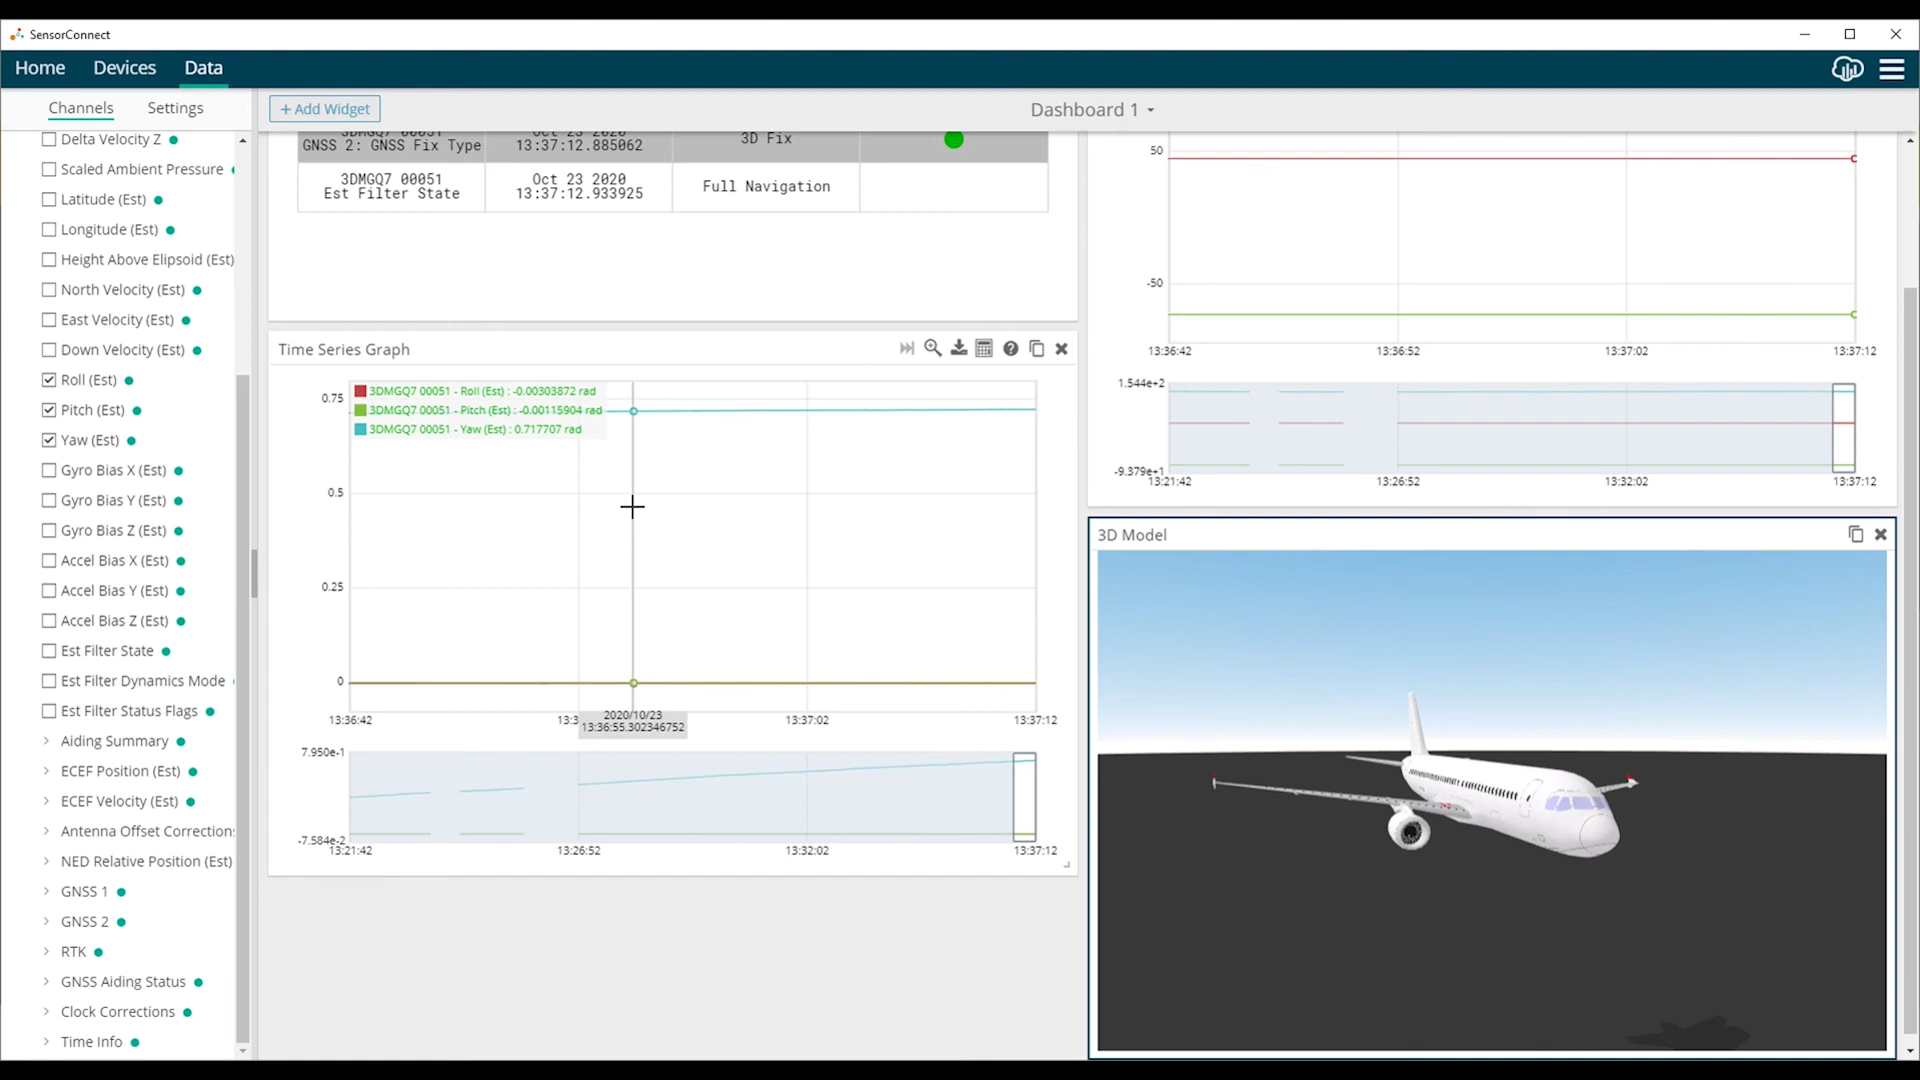 SensorConnect
Home Devices Data
Channels Settings
+ Add Widget
Dashboard 1
Delta Velocity Z
Scaled Ambient Pressure
Latitude (Est)
Longitude (Est)
Height Above Elipsoid (Est)
North Velocity (Est)
East Velocity (Est)
Down Velocity (Est)
Roll (Est)
Pitch (Est)
Yaw (Est)
Gyro Bias X (Est)
Gyro Bias Y (Est)
Gyro Bias Z (Est)
Accel Bias X (Est)
Accel Bias Y (Est)
Accel Bias Z (Est)
Est Filter State
Est Filter Dynamics Mode
Est Filter Status Flags
Aiding Summary
ECEF Position (Est)
ECEF Velocity (Est)
Antenna Offset Corrections
NED Relative Position (Est)
GNSS 1
GNSS 2
RTK
GNSS Aiding Status
Clock Corrections
Time Info
3DMGQ7 00051 Oct 23 2020
GNSS 2: GNSS Fix Type 13:37:12.885062 3D Fix
3DMGQ7 00051 Oct 23 2020
Est Filter State 13:37:12.933925 Full Navigation
Time Series Graph
3DMGQ7 00051 - Roll (Est) : -0.00303872 rad
3DMGQ7 00051 - Pitch (Est) : -0.00115904 rad
3DMGQ7 00051 - Yaw (Est) : 0.717707 rad
0.75
0.5
0.25
0
13:36:42 13:3 13:37:02 13:37:12
2020/10/23
13:36:55.302346752
7.950e-1
-7.584e-2
13:21:42 13:26:52 13:32:02 13:37:12
50
-50
13:36:42 13:36:52 13:37:02 13:37:12
1.544e+2
-9.379e+1
13:21:42 13:26:52 13:32:02 13:37:12
3D Model